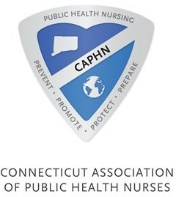 PUBLIC HEALTH NURSING
CAPHN
PREVENT • PROMOTE • PROTECT • PREPARE
CONNECTICUT ASSOCIATION
OF PUBLIC HEALTH NURSES